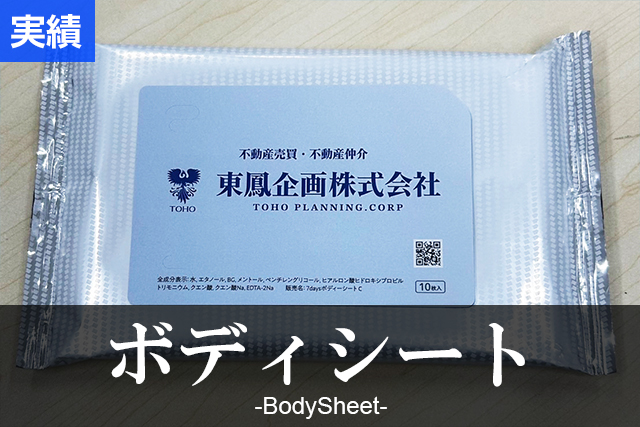 実績
不動産売買・不動産仲介
東鳳企画株式会社
TOHO
TOHO PLANNING.CORP
全成分表示:水,エタノール,BG,メントール,ペンチレングリコール,ヒアルロン酸ヒドロキシプロピル
トリモニウム,クエン酸,クエン酸Na,EDTA-2Na 販売名:7daysボディーシートC
10枚入
ボディシート
-BodySheet-